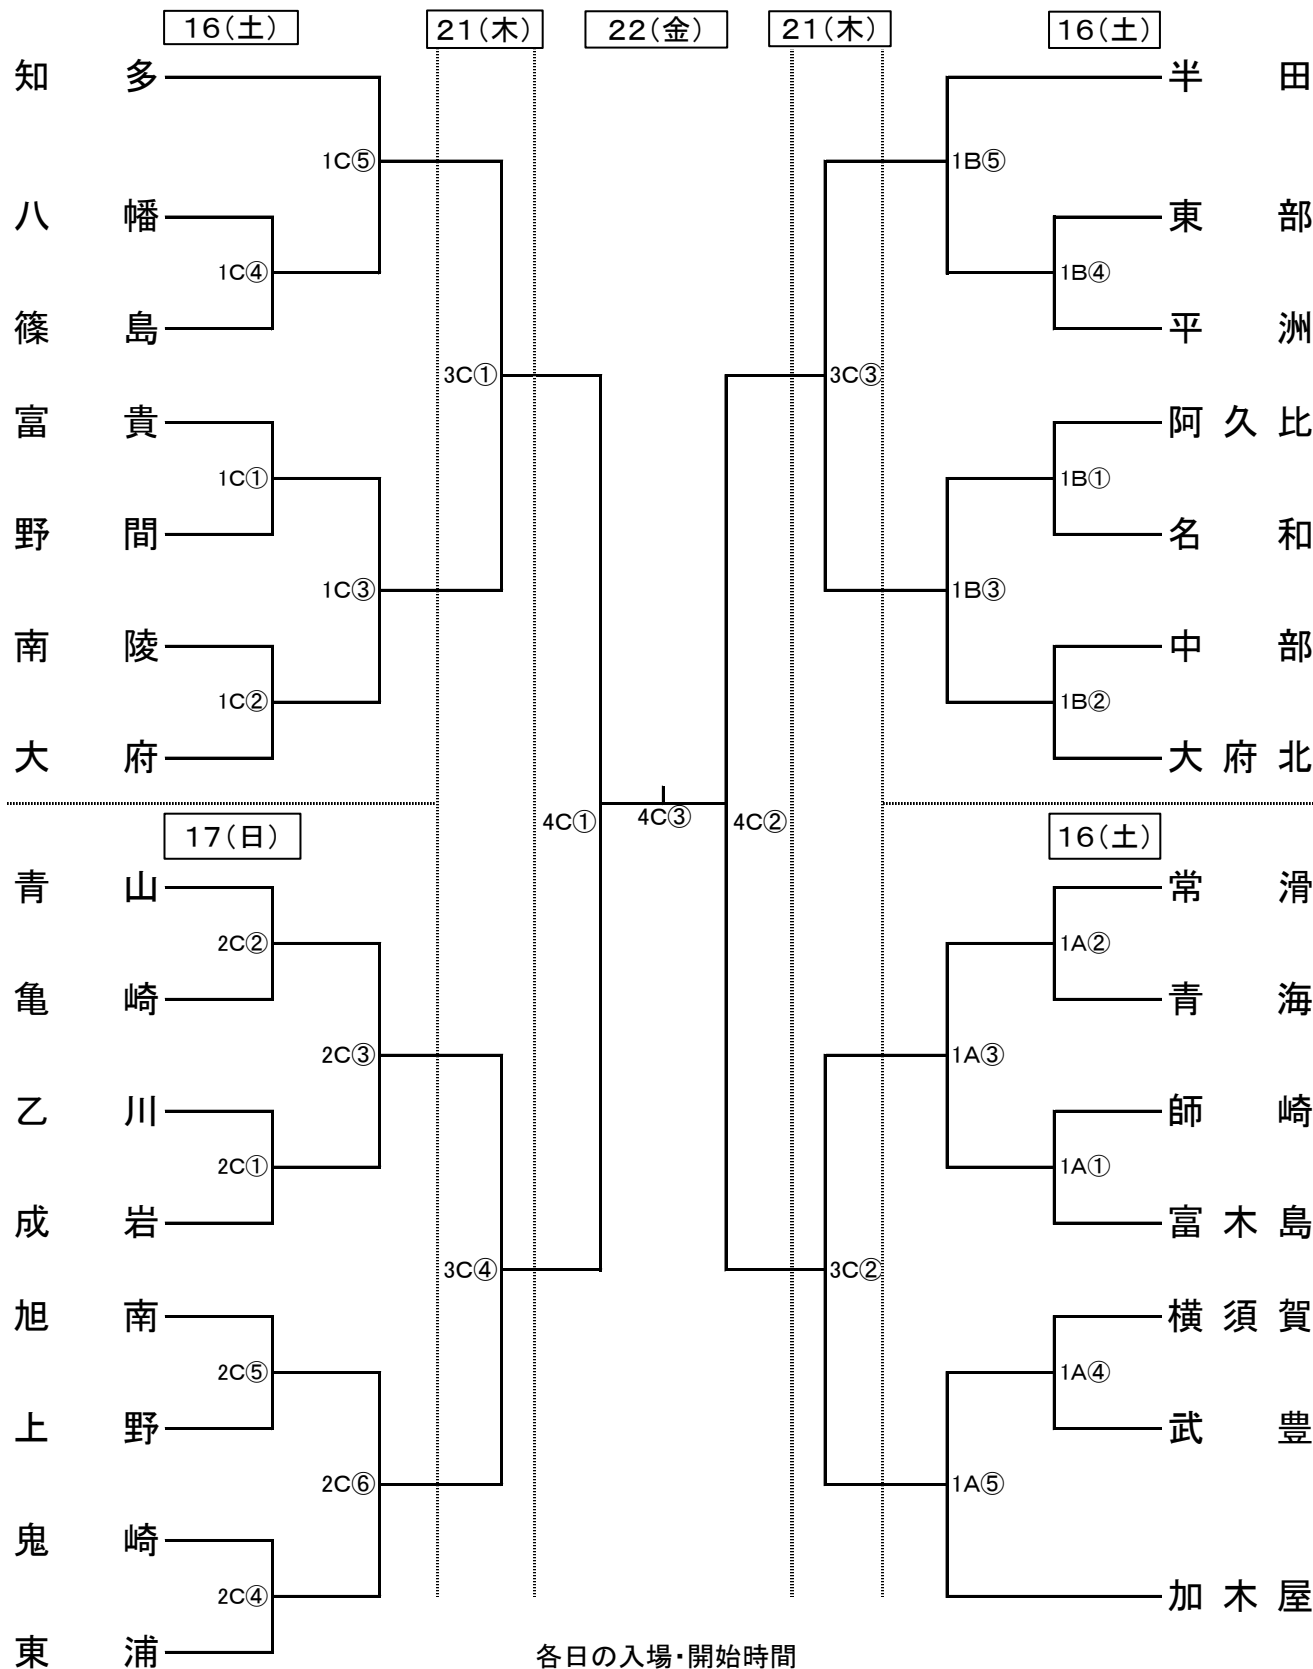 16(土) 21(木) 22(金) 21(木) 16(土)
知多 半田
1C⑤ 1B⑤
八幡 東部
1C④ 1B④
篠島 平洲
3C① 3C③
富貴 阿久比
1C① 1B①
野間 名和
1C③ 1B③
南陵 中部
1C② 1B②
大府 大府北
4C① 4C③ 4C②
17(日) 16(土)
青山 常滑
2C② 1A②
亀崎 青海
2C③ 1A③
乙川 師崎
2C① 1A①
成岩 富木島
3C④ 3C②
旭南 横須賀
2C⑤ 1A④
上野 武豊
2C⑥ 1A⑤
鬼崎
2C④ 加木屋
東浦
各日の入場・開始時間